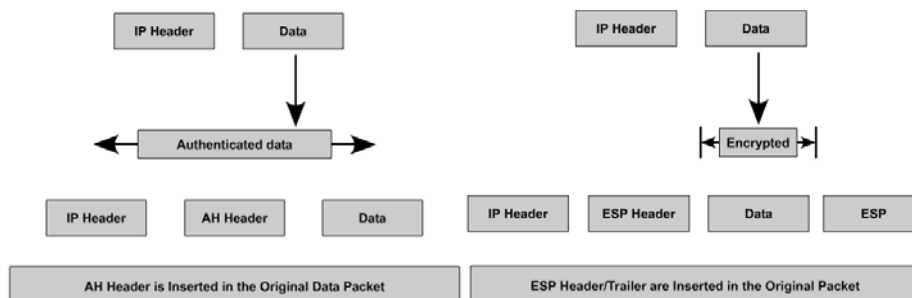 IP Header
Data
Authenticated data
IP Header
AH Header
Data
AH Header is Inserted in the Original Data Packet
IP Header
Data
Encrypted
IP Header
ESP Header
Data
ESP
ESP Header/Trailer are Inserted in the Original Packet